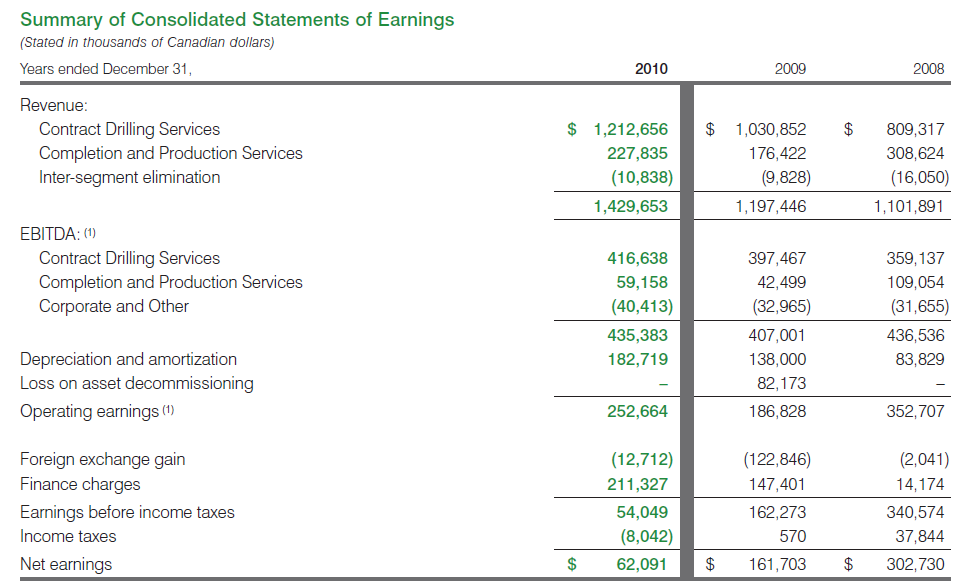 Summary of Consolidated Statements of Earnings
(Stated in thousands of Canadian dollars)
Years ended December 31, 2010 2009 2008
Revenue:
Contract Drilling Services $ 1,212,656 $ 1,030,852 $ 809,317
Completion and Production Services 227,835 176,422 308,624
Inter-segment elimination (10,838) (9,828) (16,050)
1,429,653 1,197,446 1,101,891
EBITDA: (1)
Contract Drilling Services 416,638 397,467 359,137
Completion and Production Services 59,158 42,499 109,054
Corporate and Other (40,413) (32,965) (31,655)
435,383 407,001 436,536
Depreciation and amortization 182,719 138,000 83,829
Loss on asset decommissioning – 82,173 –
Operating earnings (1) 252,664 186,828 352,707
Foreign exchange gain (12,712) (122,846) (2,041)
Finance charges 211,327 147,401 14,174
Earnings before income taxes 54,049 162,273 340,574
Income taxes (8,042) 570 37,844
Net earnings $ 62,091 $ 161,703 $ 302,730